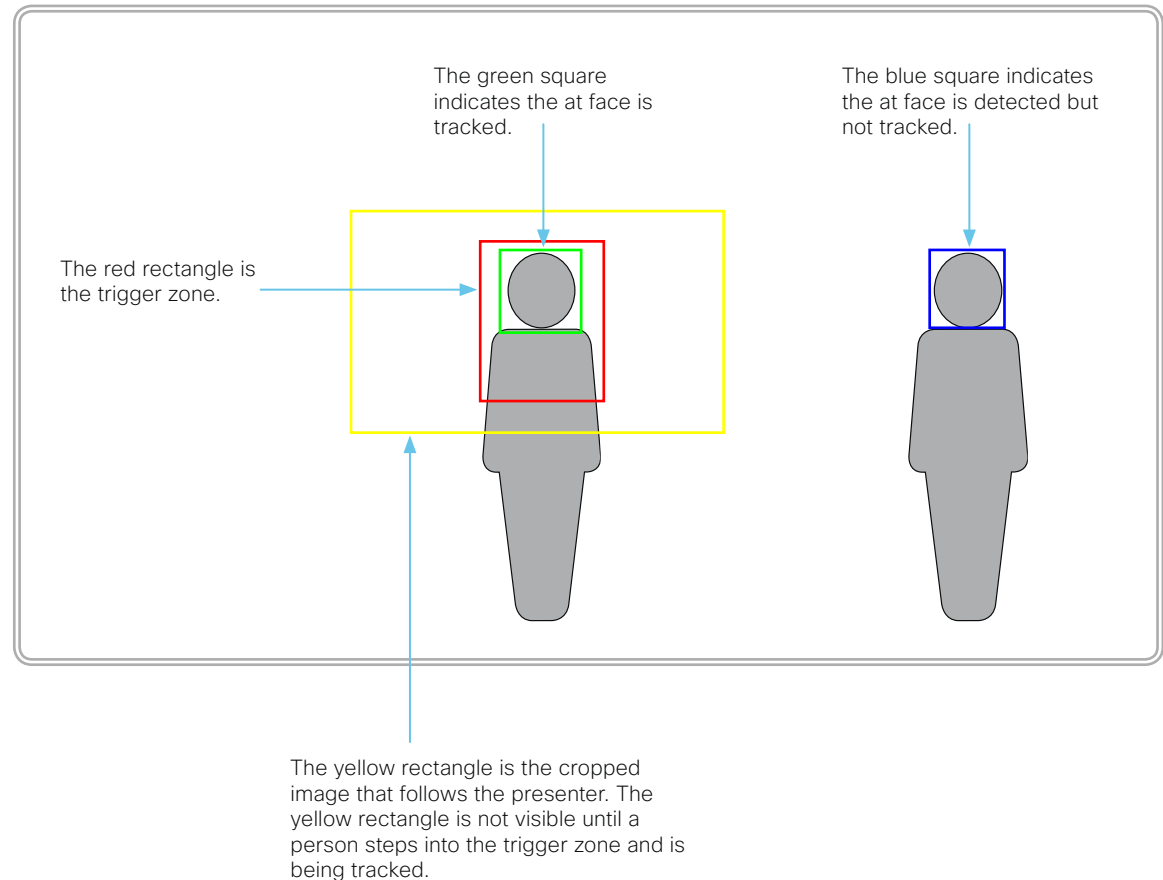 The green square
indicates the at face is
tracked.
The blue square indicates
the at face is detected but
not tracked.
The red rectangle is
the trigger zone.
The yellow rectangle is the cropped
image that follows the presenter. The
yellow rectangle is not visible until a
person steps into the trigger zone and is
being tracked.